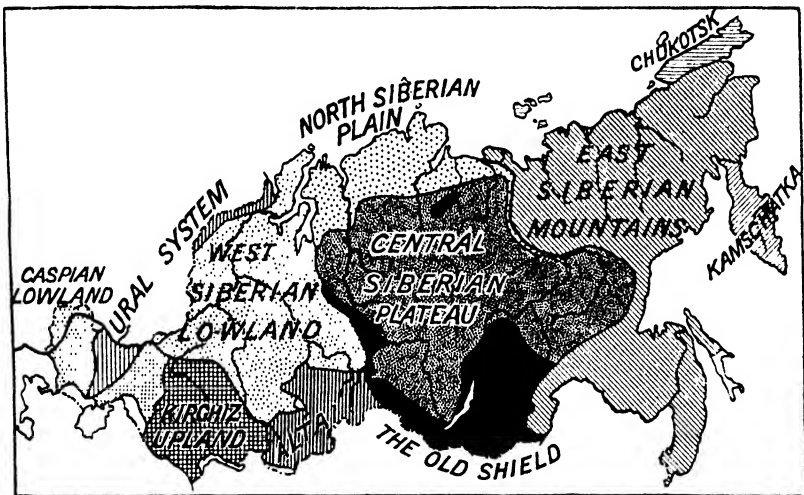 CHUKOTSK
NORTH SIBERIAN
PLAIN
EAST
SIBERIAN
MOUNTAINS
KAMSCHATKA
URAL SYSTEM
CASPIAN
LOWLAND
WEST
SIBERIAN
LOWLAND
CENTRAL
SIBERIAN
PLATEAU
KIRGHIZ
UPLAND
ALTAI
THE OLD SHIELD